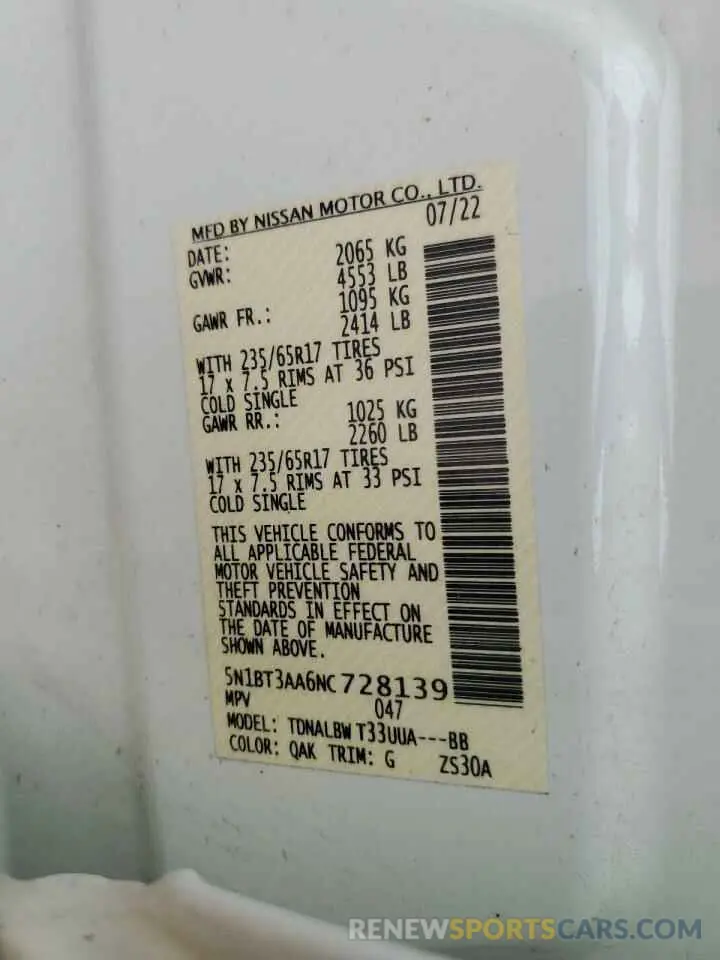 MFD BY NISSAN MOTOR CO., LTD.
DATE: 07/22
GVWR: 2065 KG
4553 LB
GAWR FR.: 1095 KG
2414 LB
WITH 235/65R17 TIRES
17 x 7.5 RIMS AT 36 PSI
COLD SINGLE
GAWR RR.: 1025 KG
2260 LB
WITH 235/65R17 TIRES
17 x 7.5 RIMS AT 33 PSI
COLD SINGLE
THIS VEHICLE CONFORMS TO
ALL APPLICABLE FEDERAL
MOTOR VEHICLE SAFETY AND
THEFT PREVENTION
STANDARDS IN EFFECT ON
THE DATE OF MANUFACTURE
SHOWN ABOVE.
5N1BT3AA6NC728139
MPV 047
MODEL: TDNALBW T33UUA---BB
COLOR: QAK TRIM: G ZS30A
RENEWSPORTSCARS.COM